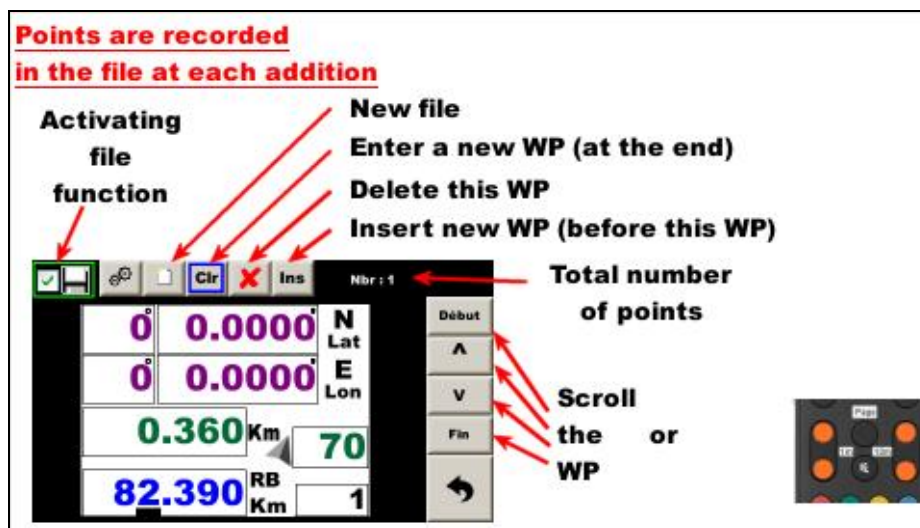 Points are recorded
in the file at each addition
Activating
file
function
New file
Enter a new WP (at the end)
Delete this WP
Insert new WP (before this WP)
Total number
of points
Clr
Ins
Nbr : 1
0° 0.0000' N
Lat
0° 0.0000' E
Lon
0.360 Km
70
82.390 RB
Km
1
Début
^
v
Fin
Scroll
the or
WP
Page